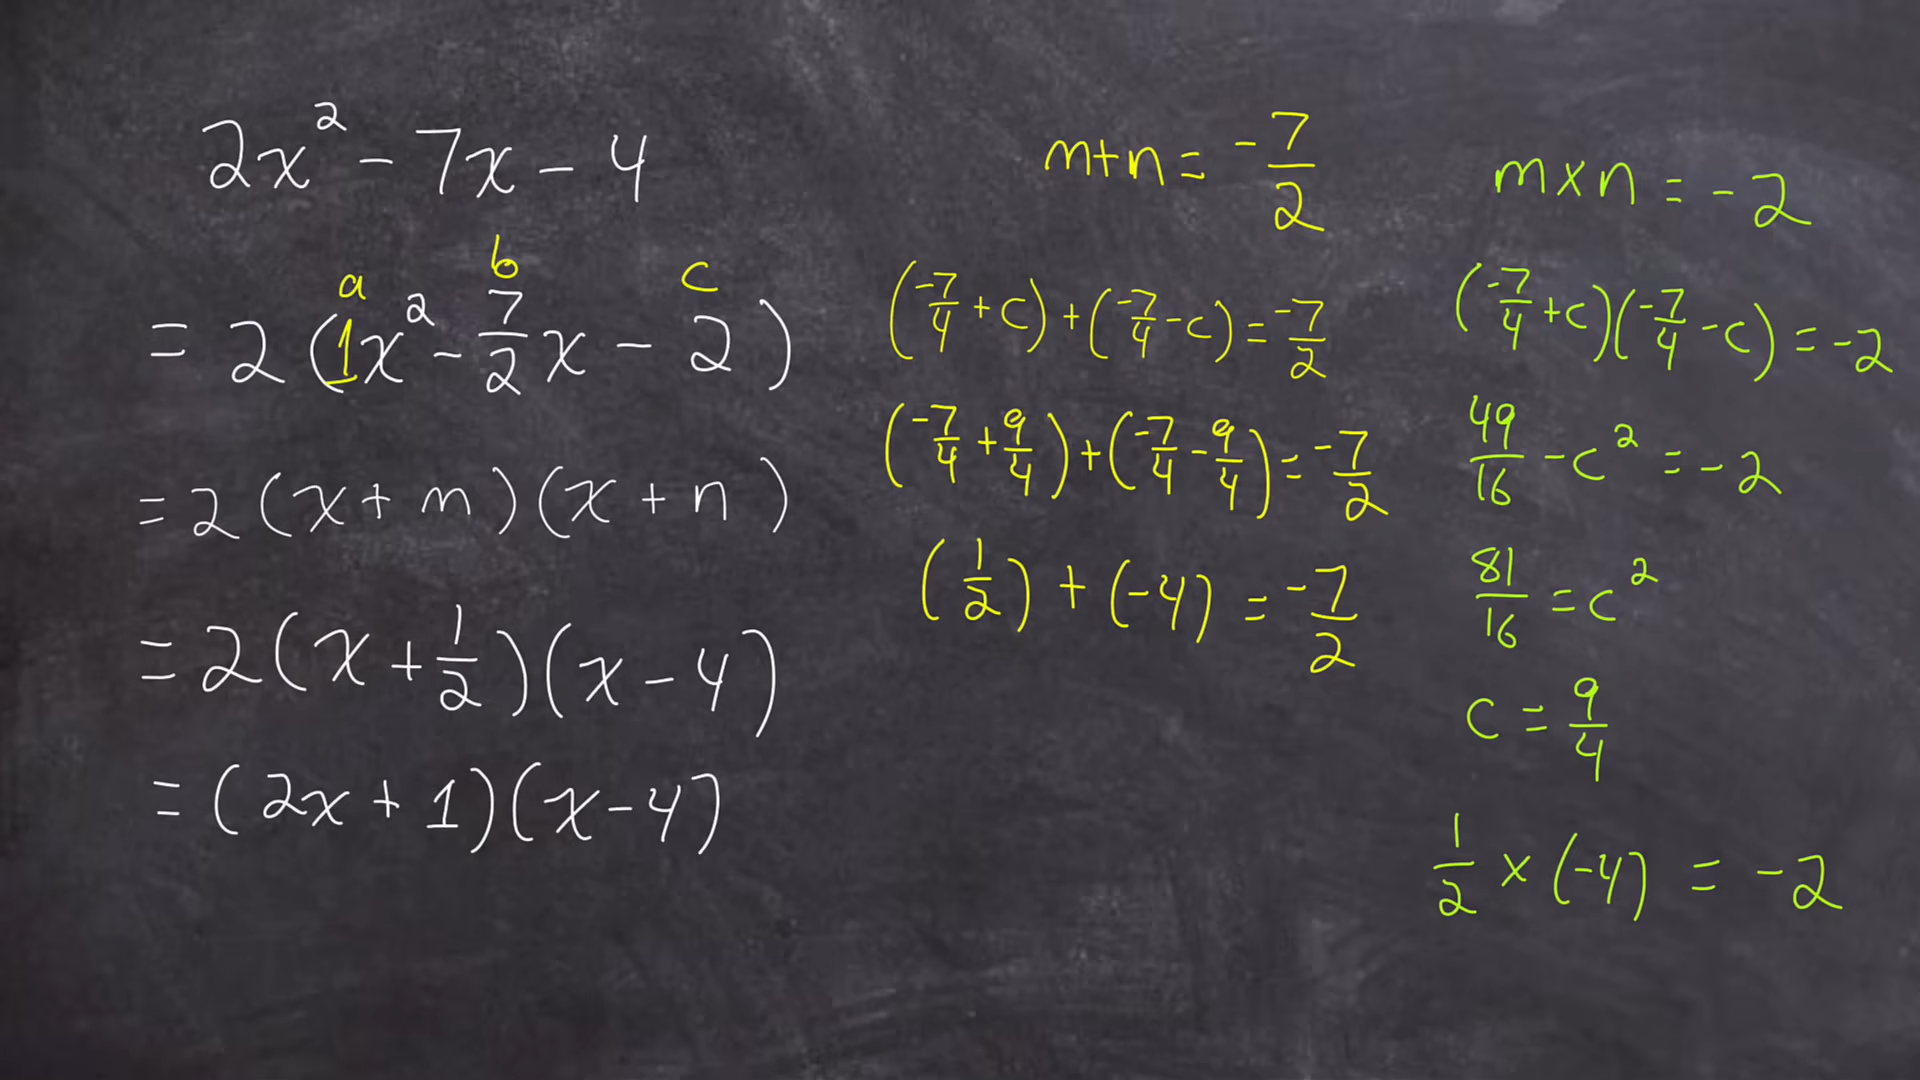 2x² - 7x - 4
a b c
= 2 (1x² - 7/2 x - 2)
= 2 (x + m)(x + n)
= 2 (x + 1/2)(x - 4)
= (2x + 1)(x - 4)
m + n = -7/2
(-7/4 + c) + (-7/4 - c) = -7/2
(-7/4 + 9/4) + (-7/4 - 9/4) = -7/2
(1/2) + (-4) = -7/2
m × n = -2
(-7/4 + c)(-7/4 - c) = -2
49/16 - c² = -2
81/16 = c²
c = 9/4
1/2 × (-4) = -2